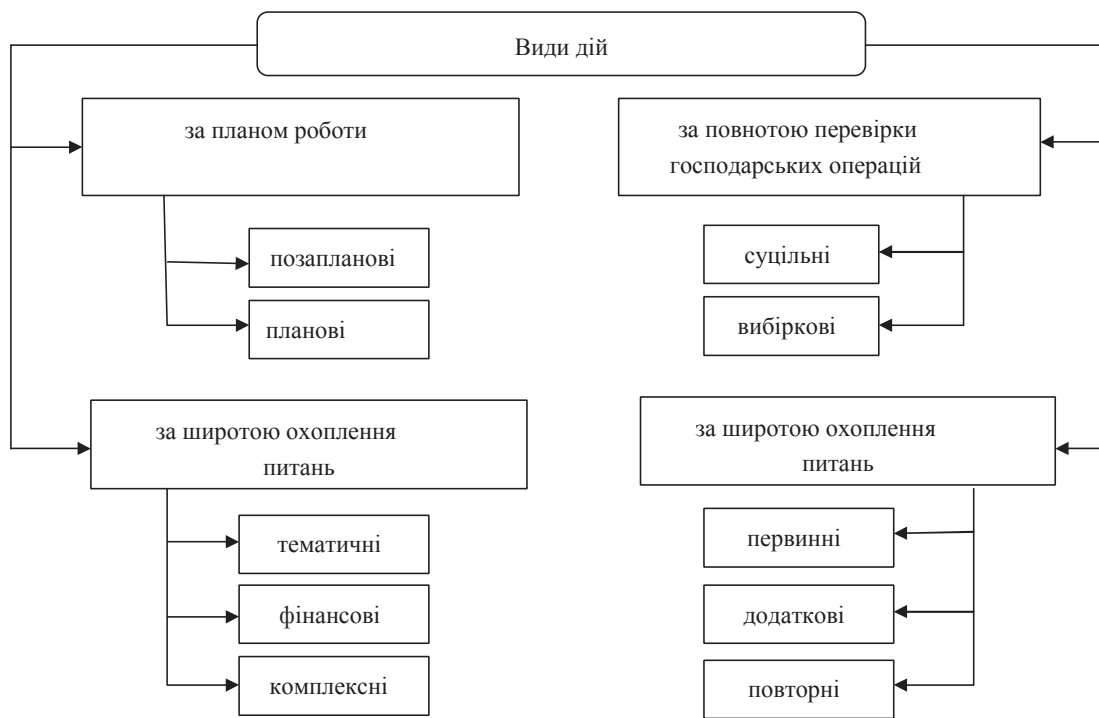 Види дій
за планом роботи
за повнотою перевірки
господарських операцій
позапланові
планові
суцільні
вибіркові
за широтою охоплення
питань
за широтою охоплення
питань
тематичні
фінансові
комплексні
первинні
додаткові
повторні